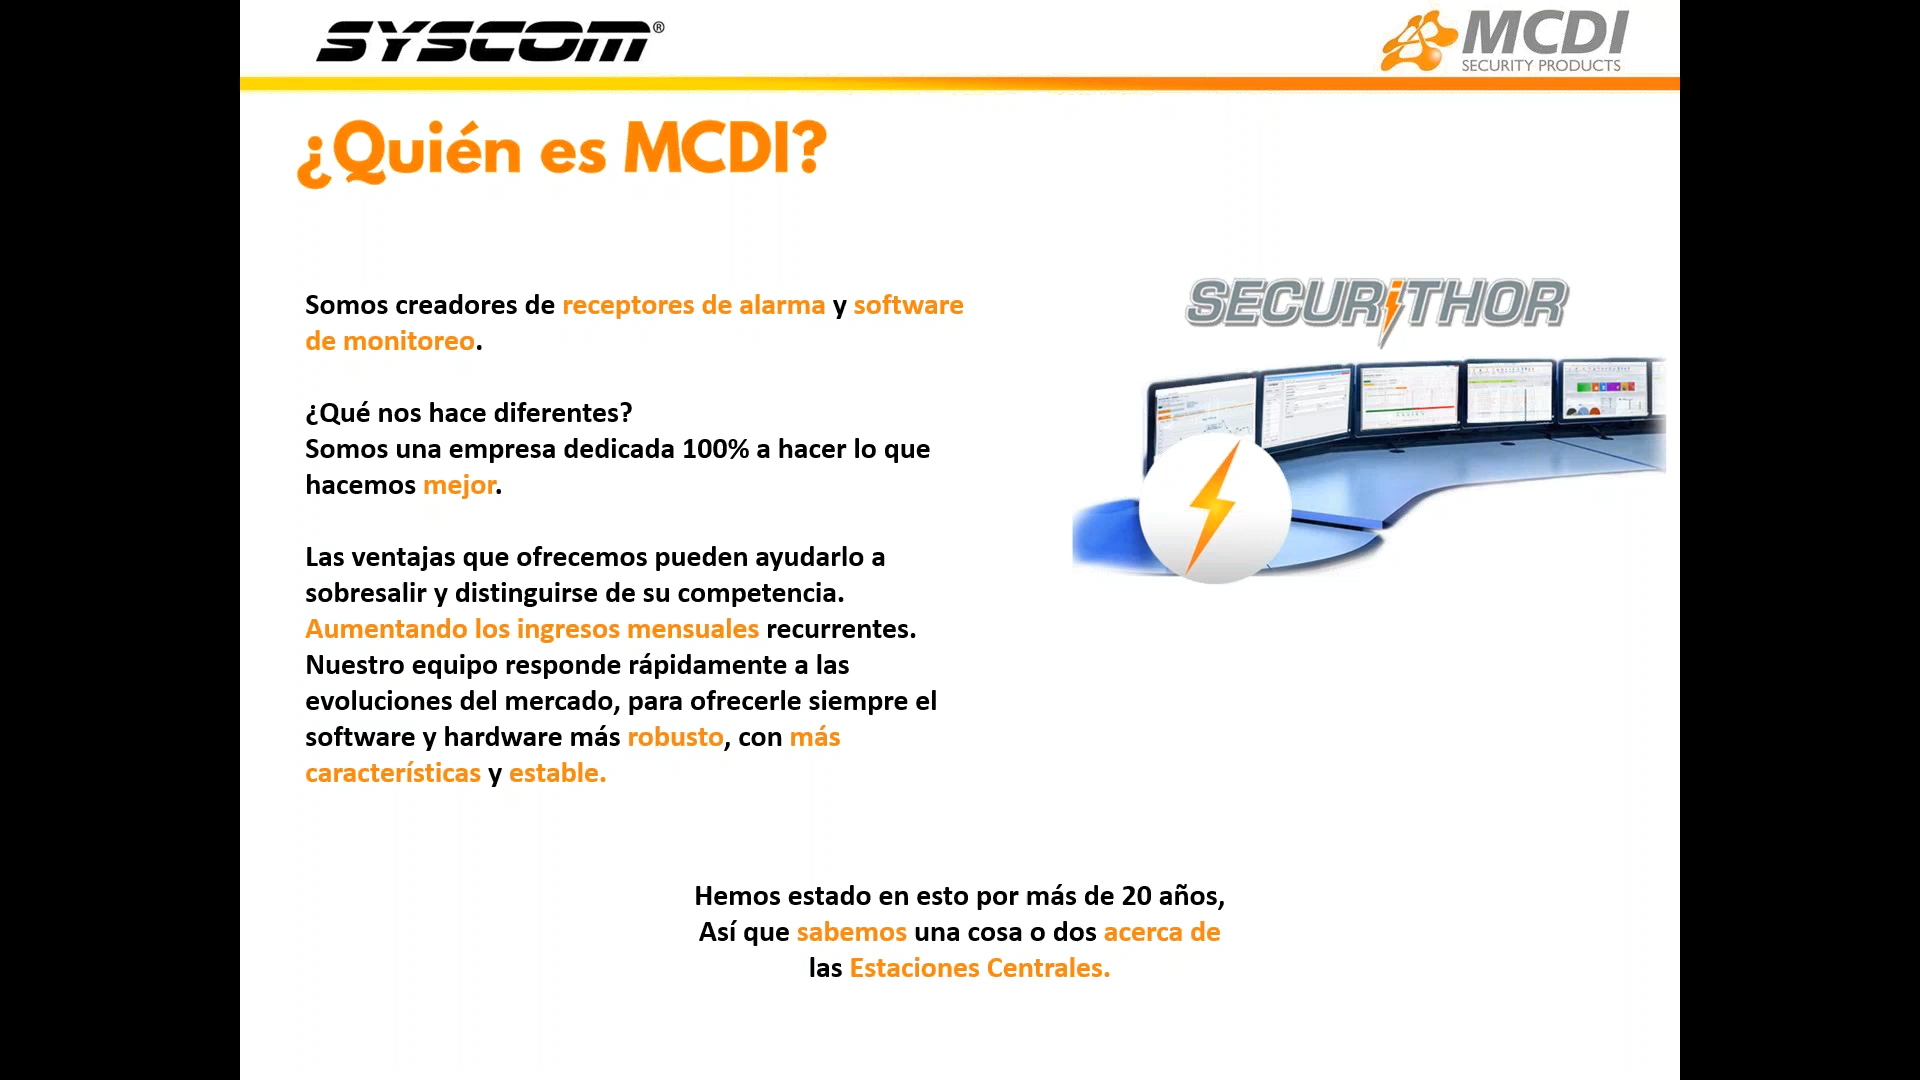 SYSCOM®
MCDI
SECURITY PRODUCTS
¿Quién es MCDI?
Somos creadores de receptores de alarma y software
de monitoreo.
¿Qué nos hace diferentes?
Somos una empresa dedicada 100% a hacer lo que
hacemos mejor.
Las ventajas que ofrecemos pueden ayudarlo a
sobresalir y distinguirse de su competencia.
Aumentando los ingresos mensuales recurrentes.
Nuestro equipo responde rápidamente a las
evoluciones del mercado, para ofrecerle siempre el
software y hardware más robusto, con más
características y estable.
SECURiTHOR
Hemos estado en esto por más de 20 años,
Así que sabemos una cosa o dos acerca de
las Estaciones Centrales.